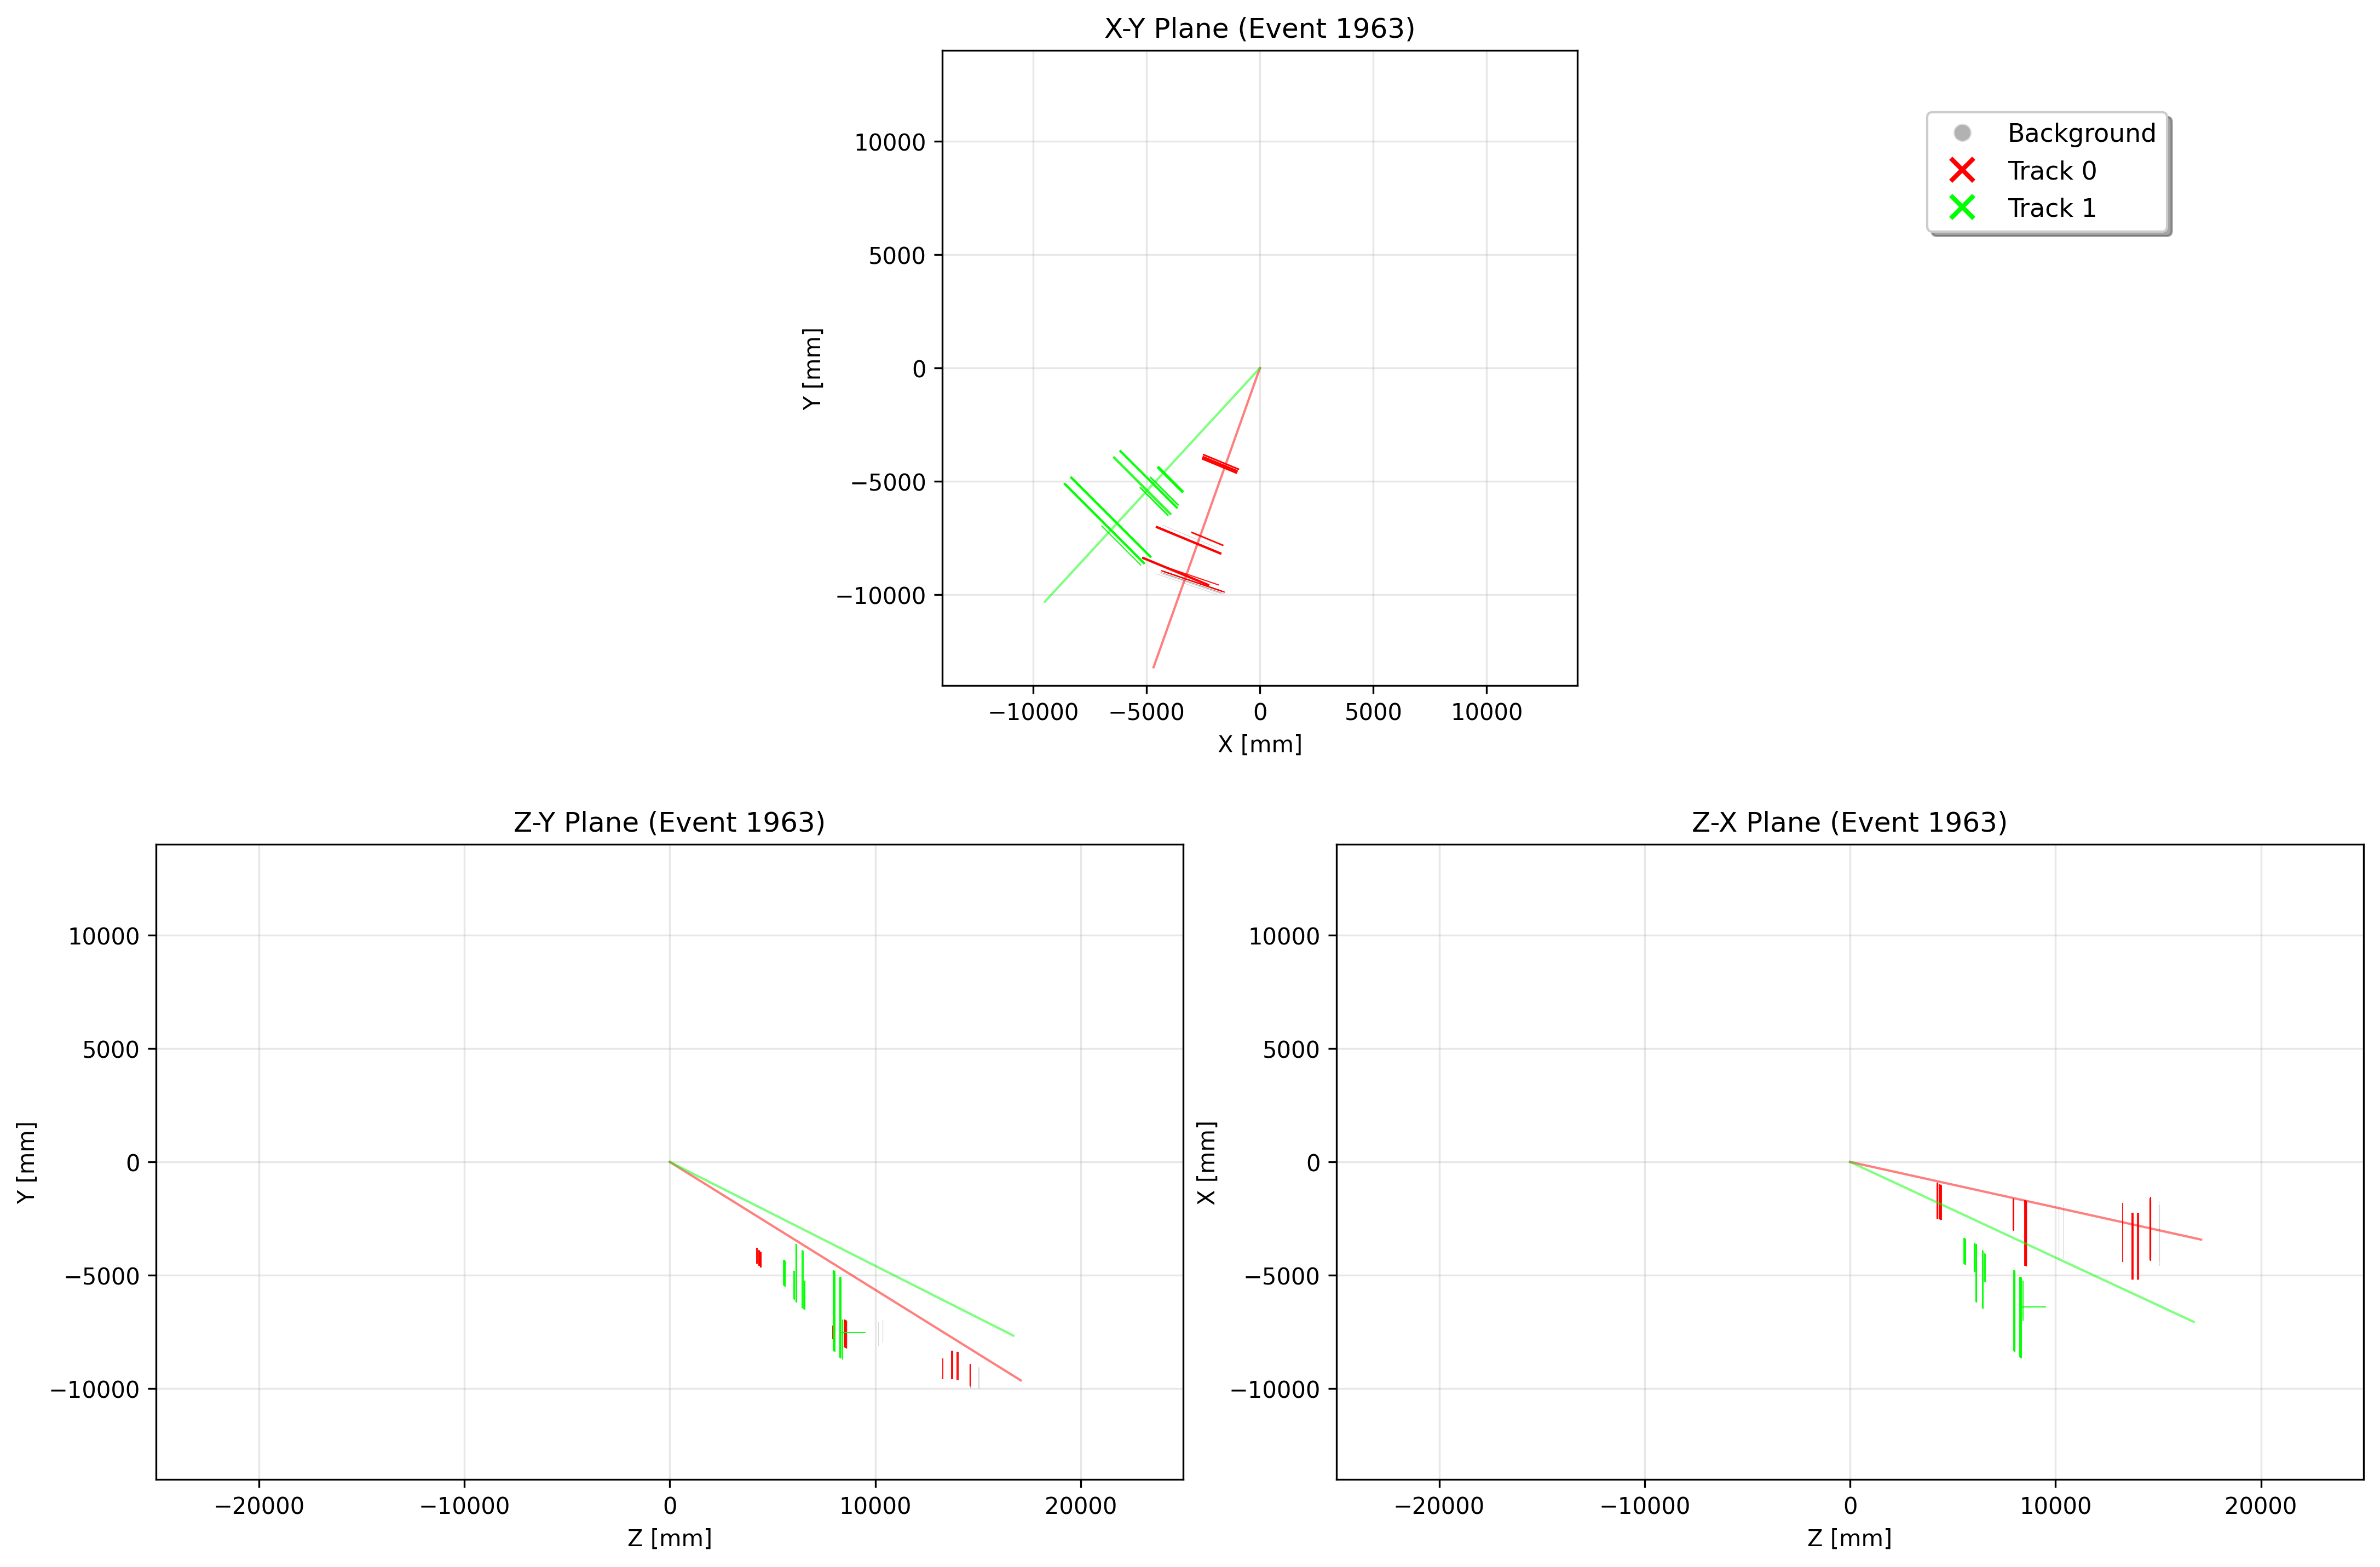 X-Y Plane (Event 1963)
Y [mm]
10000
5000
0
−5000
−10000
−10000 −5000 0 5000 10000
X [mm]
Background
Track 0
Track 1
Z-Y Plane (Event 1963)
Y [mm]
10000
5000
0
−5000
−10000
−20000 −10000 0 10000 20000
Z [mm]
Z-X Plane (Event 1963)
X [mm]
10000
5000
0
−5000
−10000
−20000 −10000 0 10000 20000
Z [mm]